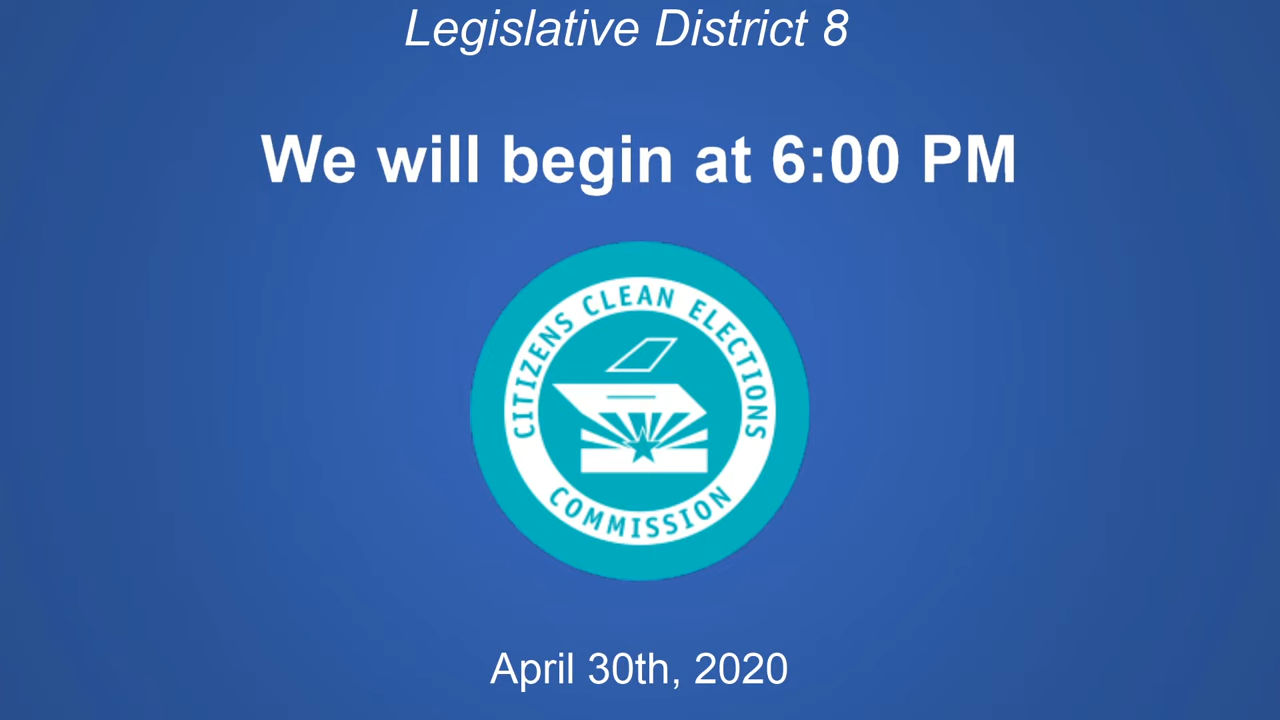 Legislative District 8
We will begin at 6:00 PM
CITIZENS CLEAN ELECTIONS
COMMISSION
April 30th, 2020